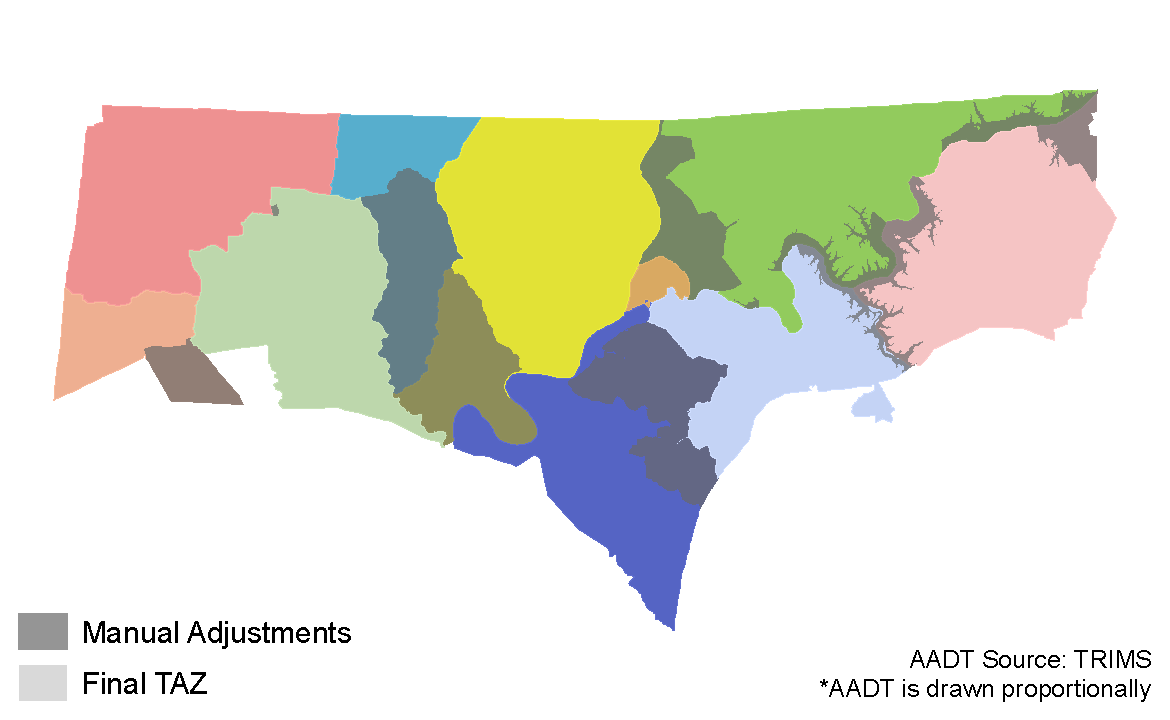 Manual Adjustments
Final TAZ
AADT Source: TRIMS
*AADT is drawn proportionally